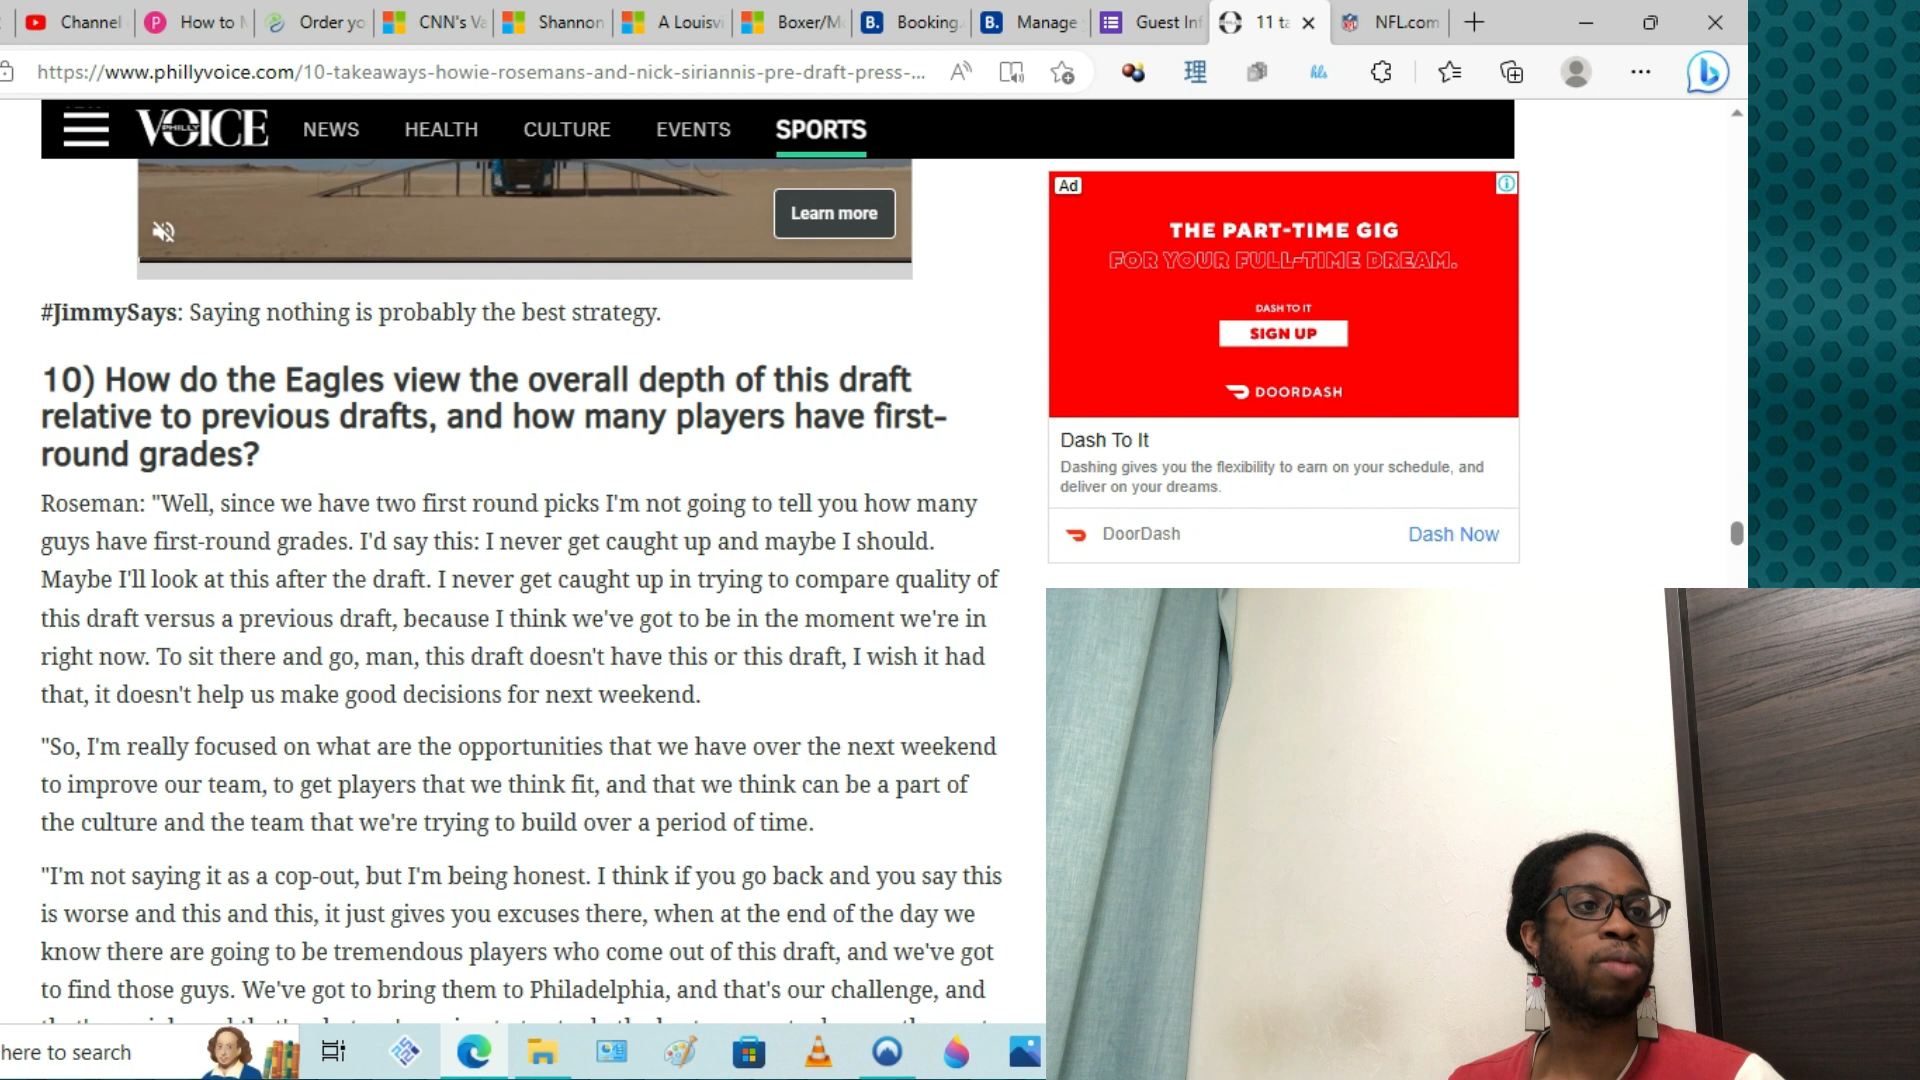 Channel
How to
Order yo
CNN's Va
Shannon
A Louisvi
Boxer/M
B. Booking.
B. Manage
Guest Inf
11 ta
NFL.com
https://www.phillyvoice.com/10-takeaways-howie-rosemans-and-nick-siriannis-pre-draft-press-...
理
hls
PHILLY VOICE
NEWS HEALTH CULTURE EVENTS SPORTS
Learn more
Ad
THE PART-TIME GIG
FOR YOUR FULL-TIME DREAM.
DASH TO IT
SIGN UP
DOORDASH
Dash To It
Dashing gives you the flexibility to earn on your schedule, and
deliver on your dreams.
DoorDash
Dash Now
#JimmySays: Saying nothing is probably the best strategy.
10) How do the Eagles view the overall depth of this draft
relative to previous drafts, and how many players have first-
round grades?
Roseman: "Well, since we have two first round picks I'm not going to tell you how many
guys have first-round grades. I'd say this: I never get caught up and maybe I should.
Maybe I'll look at this after the draft. I never get caught up in trying to compare quality of
this draft versus a previous draft, because I think we've got to be in the moment we're in
right now. To sit there and go, man, this draft doesn't have this or this draft, I wish it had
that, it doesn't help us make good decisions for next weekend.
"So, I'm really focused on what are the opportunities that we have over the next weekend
to improve our team, to get players that we think fit, and that we think can be a part of
the culture and the team that we're trying to build over a period of time.
"I'm not saying it as a cop-out, but I'm being honest. I think if you go back and you say this
is worse and this and this, it just gives you excuses there, when at the end of the day we
know there are going to be tremendous players who come out of this draft, and we've got
to find those guys. We've got to bring them to Philadelphia, and that's our challenge, and
here to search